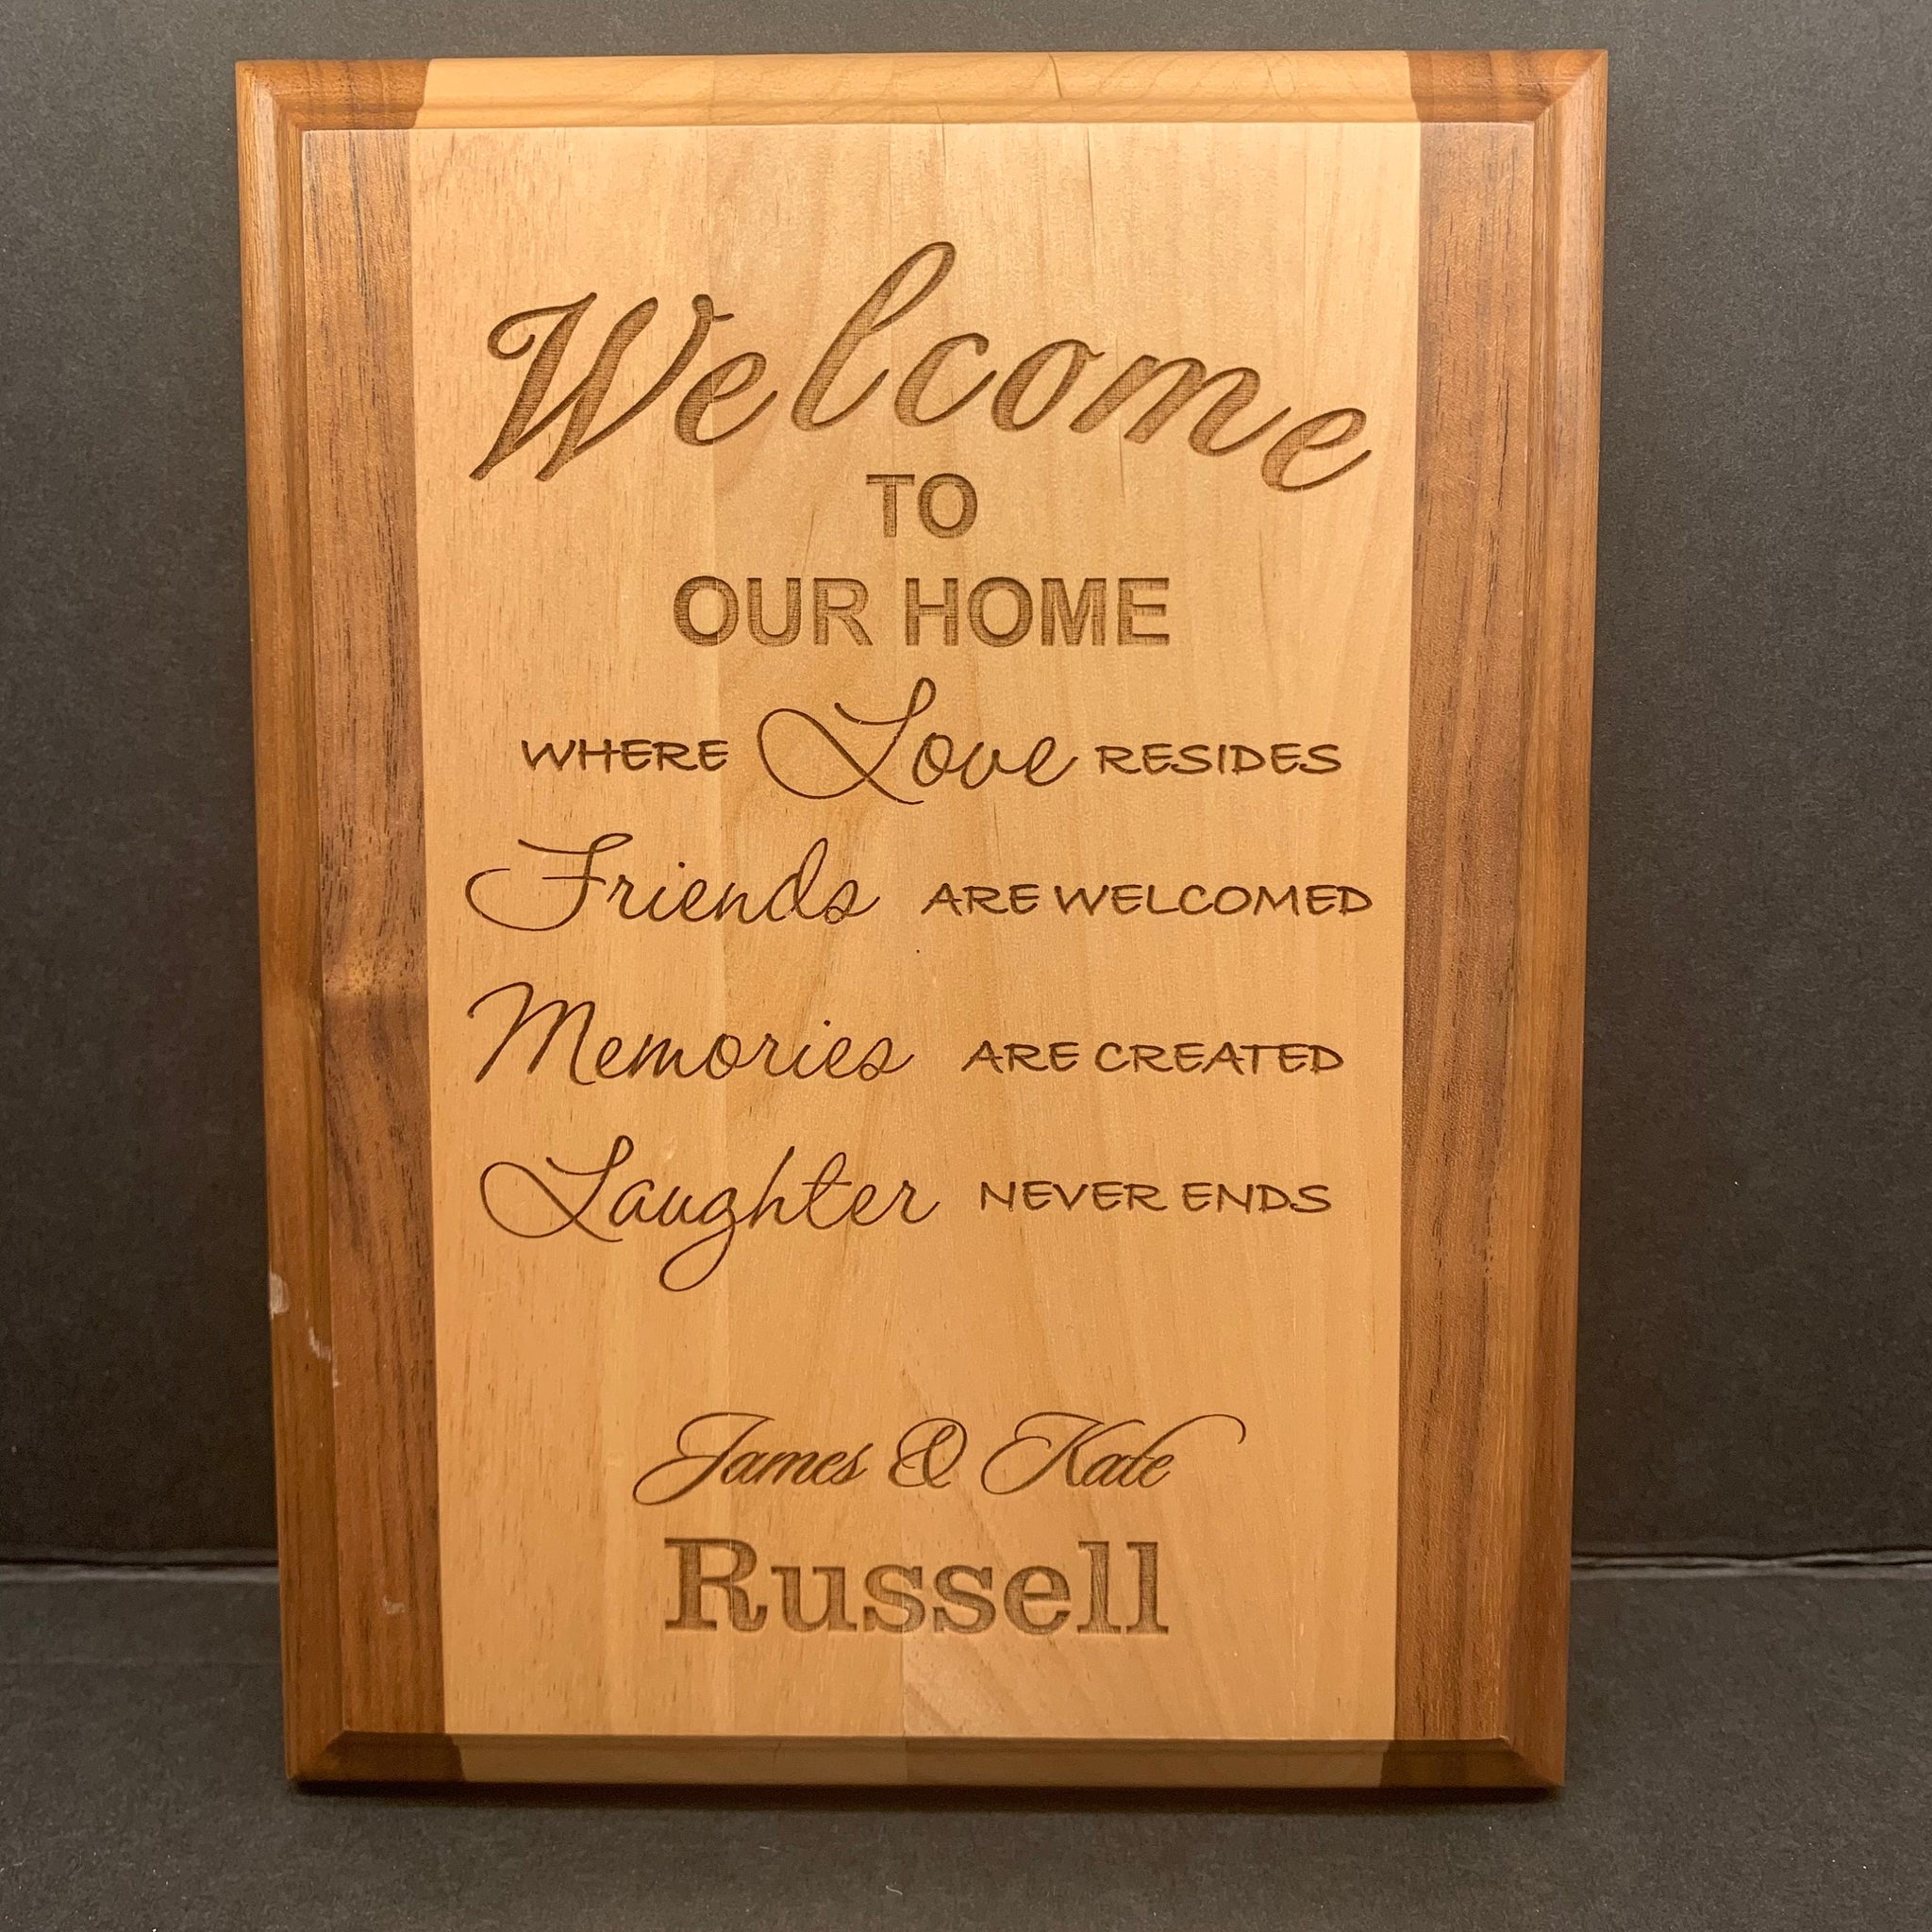 Welcome
TO
OUR HOME
WHERE Love RESIDES
Friends ARE WELCOMED
Memories ARE CREATED
Laughter NEVER ENDS
James & Kate
Russell